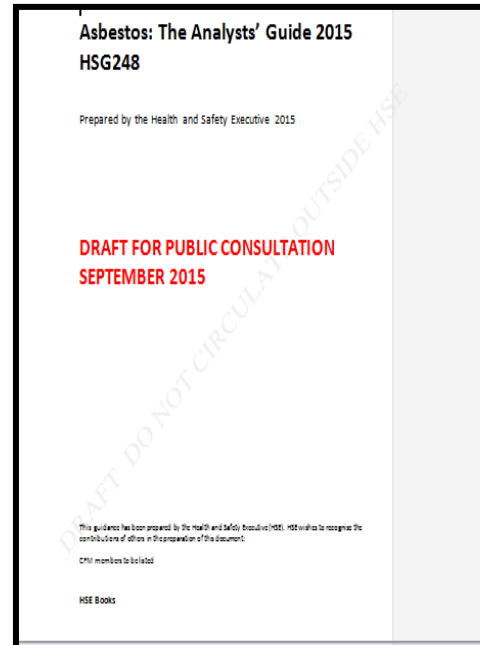 Asbestos: The Analysts' Guide 2015
HSG248
Prepared by the Health and Safety Executive 2015
DRAFT FOR PUBLIC CONSULTATION
SEPTEMBER 2015
DRAFT DO NOT CIRCULATE OUTSIDE HSE
This guidance has been prepared by the Health and Safety Executive (HSE). HSE wishes to recognise the
contributions of others in the preparation of this document:
CFM members to be listed
HSE Books